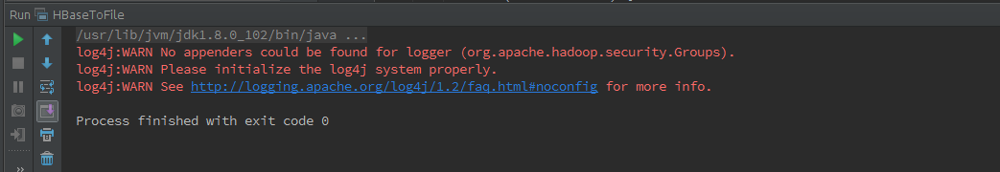 Run HBaseToFile
/usr/lib/jvm/jdk1.8.0_102/bin/java ...
log4j:WARN No appenders could be found for logger (org.apache.hadoop.security.Groups).
log4j:WARN Please initialize the log4j system properly.
log4j:WARN See http://logging.apache.org/log4j/1.2/faq.html#noconfig for more info.
Process finished with exit code 0